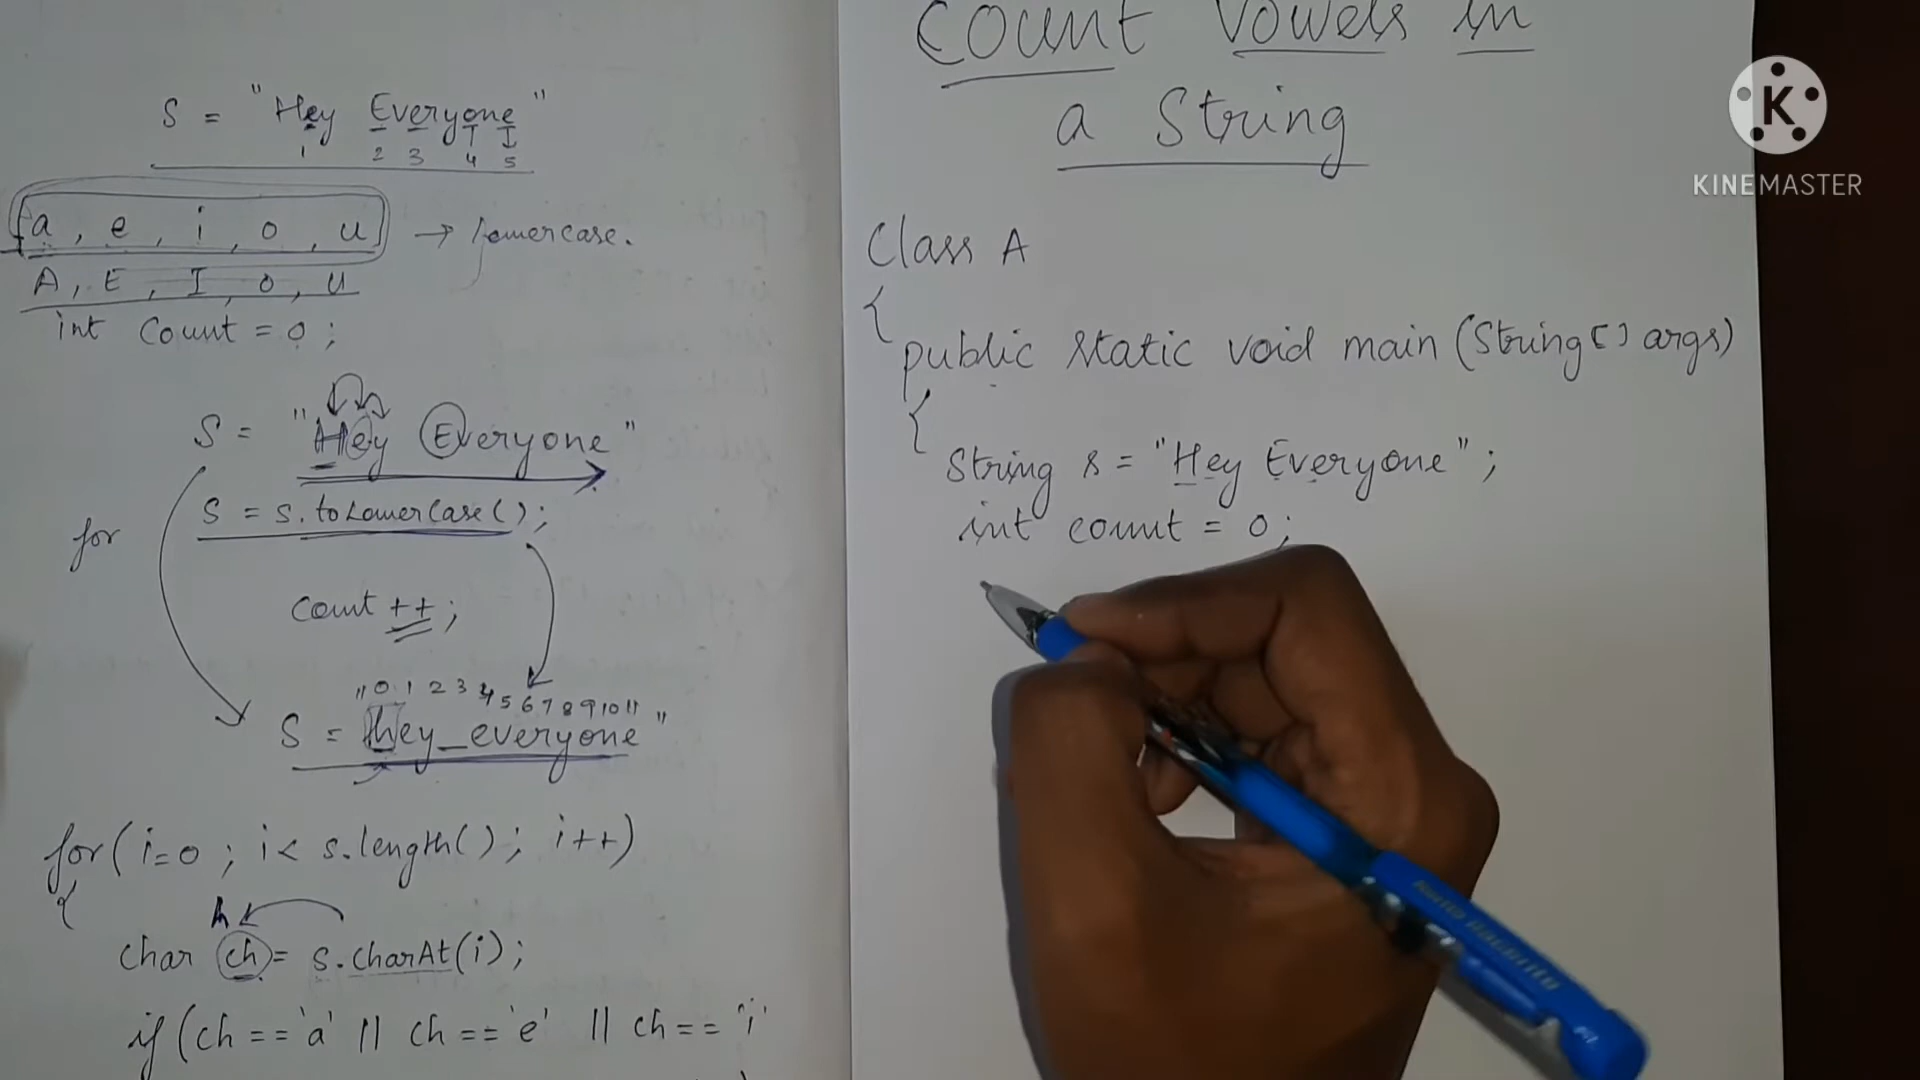 S = "Hey Everyone"
1 2 3 4 5
a, e, i, o, u → lowercase.
A, E, I, O, U
int Count = 0;
S = "Hey Everyone"
for
S = s.toLowerCase();
Count ++;
"0 1 2 3 4 5 6 7 8 9 10 11
S = hey_everyone"
for(i=0 ; i< s.length(); i++)
{
h
char ch = s.charAt(i);
if (ch == 'a' || ch == 'e' || ch == 'i'
Count Vowels in
a String
Class A
{
public static void main (String[] args)
{
String s = "Hey Everyone";
int count = 0;
K
KINEMASTER